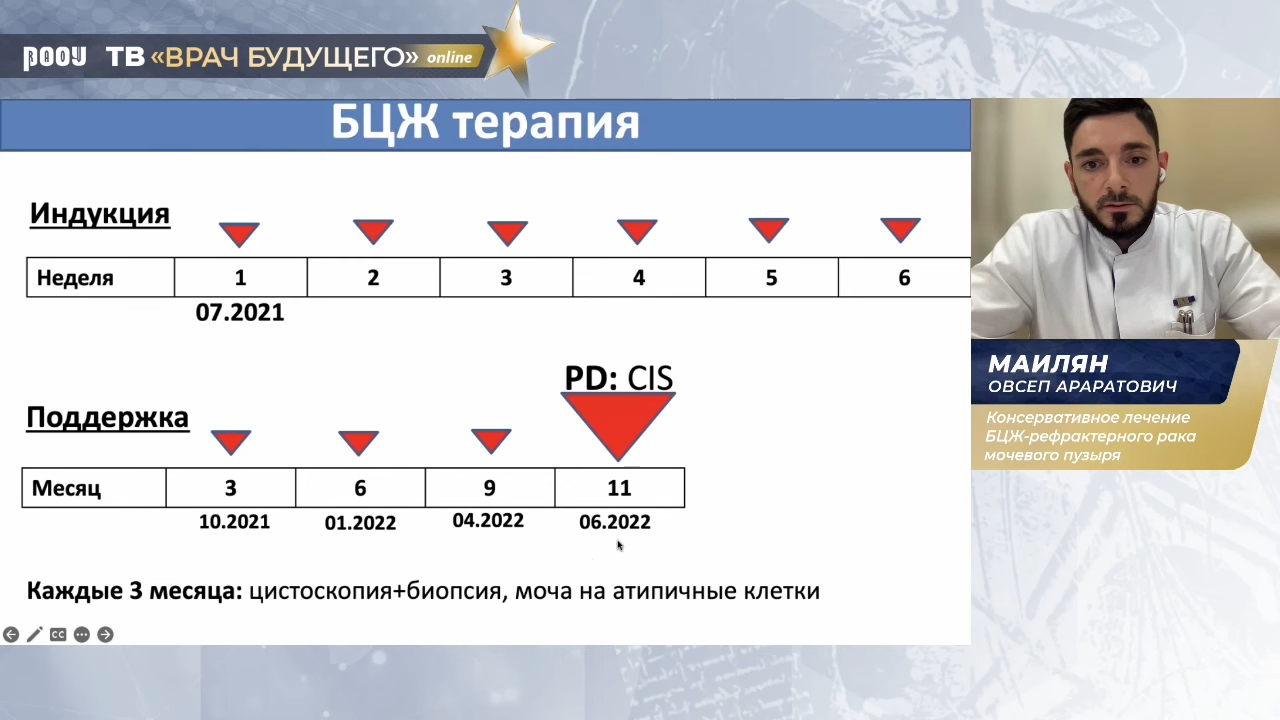 РООУ ТВ «ВРАЧ БУДУЩЕГО» online
БЦЖ терапия
Индукция
Неделя 1 2 3 4 5 6
07.2021
PD: CIS
Поддержка
Месяц 3 6 9 11
10.2021 01.2022 04.2022 06.2022
Каждые 3 месяца: цистоскопия+биопсия, моча на атипичные клетки
CC
МАИЛЯН
ОВСЕП АРАРАТОВИЧ
Консервативное лечение
БЦЖ-рефрактерного рака
мочевого пузыря